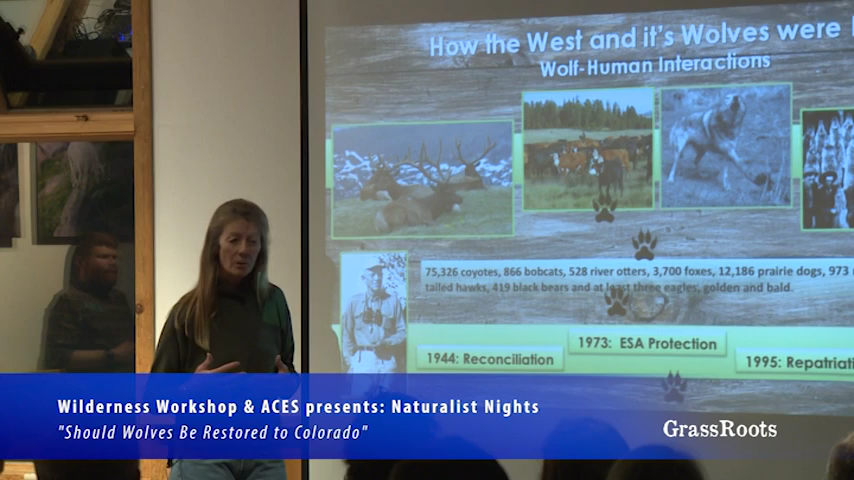 How the West and it's Wolves were
Wolf-Human Interactions
75,326 coyotes, 866 bobcats, 528 river otters, 3,700 foxes, 12,186 prairie dogs, 973
tailed hawks, 419 black bears and at least three eagles, golden and bald.
1944: Reconciliation
1973: ESA Protection
1995: Repatriati
Wilderness Workshop & ACES presents: Naturalist Nights
"Should Wolves Be Restored to Colorado"
GrassRoots